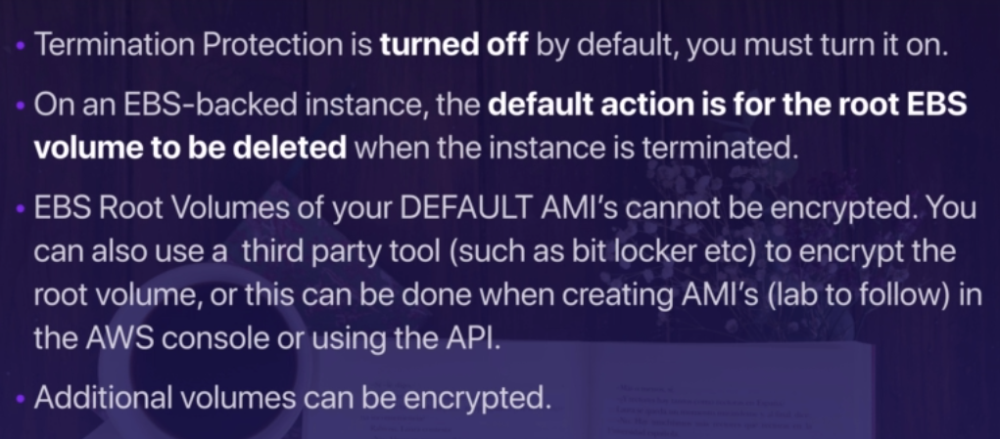 • Termination Protection is turned off by default, you must turn it on.
• On an EBS-backed instance, the default action is for the root EBS
volume to be deleted when the instance is terminated.
• EBS Root Volumes of your DEFAULT AMI's cannot be encrypted. You
can also use a  third party tool (such as bit locker etc) to encrypt the
root volume, or this can be done when creating AMI's (lab to follow) in
the AWS console or using the API.
• Additional volumes can be encrypted.